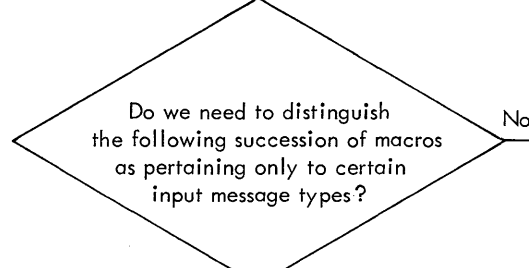 Do we need to distinguish
the following succession of macros
as pertaining only to certain
input message types?
No